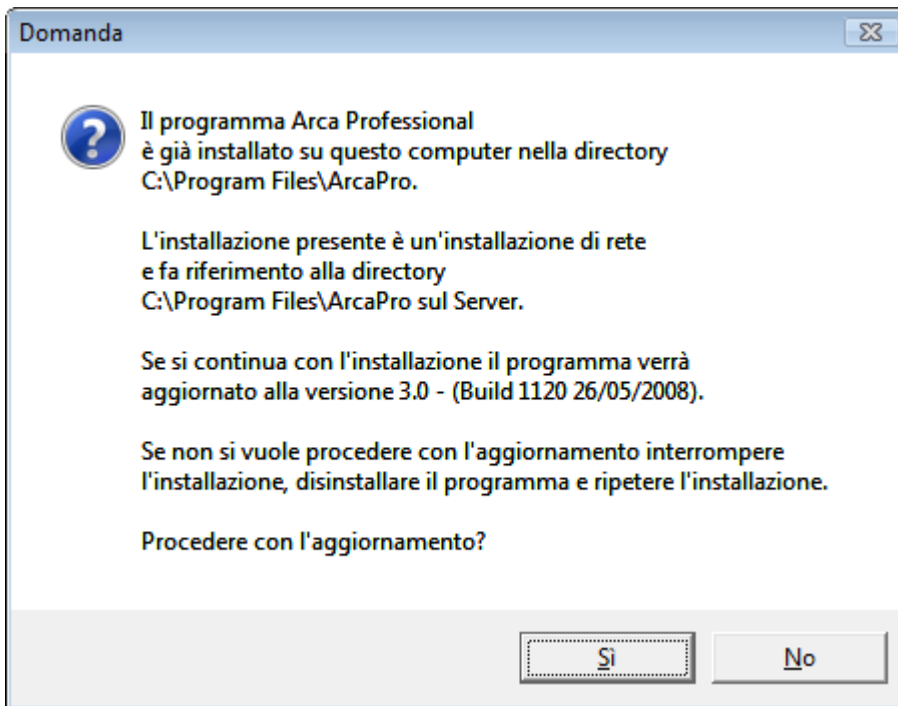 Domanda
Il programma Arca Professional
è già installato su questo computer nella directory
C:\Program Files\ArcaPro.
L'installazione presente è un'installazione di rete
e fa riferimento alla directory
C:\Program Files\ArcaPro sul Server.
Se si continua con l'installazione il programma verrà
aggiornato alla versione 3.0 - (Build 1120 26/05/2008).
Se non si vuole procedere con l'aggiornamento interrompere
l'installazione, disinstallare il programma e ripetere l'installazione.
Procedere con l'aggiornamento?
Sì No